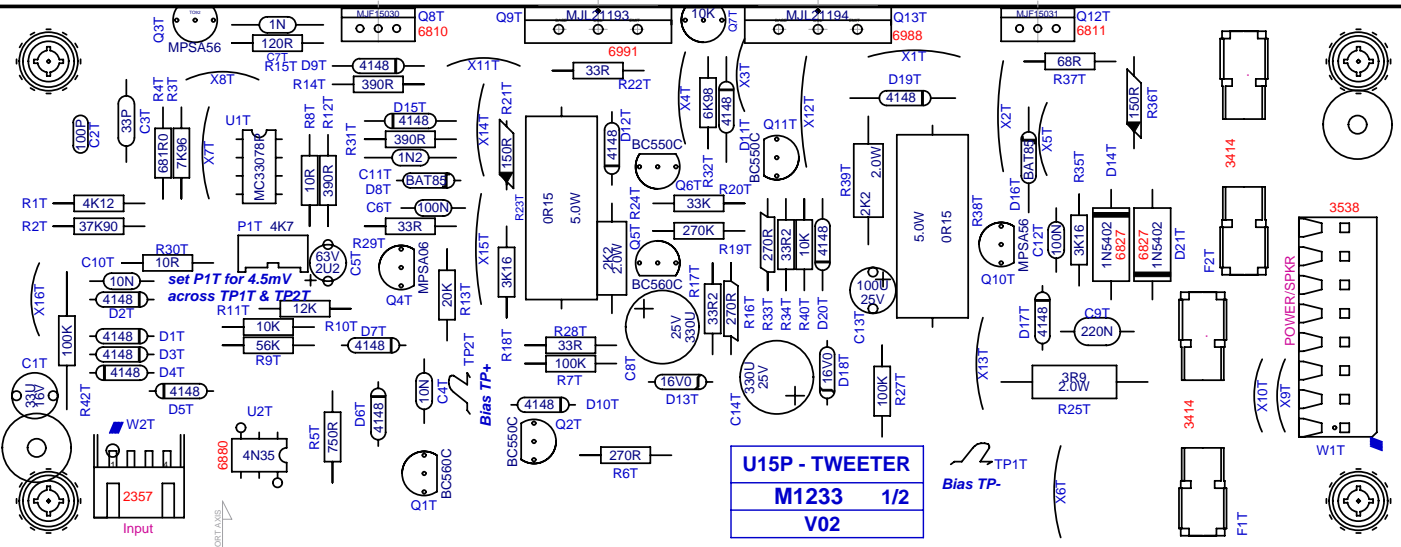 Q3T
MPSA56
1N
120R
C7T
R15T
MJF15030
Q8T
6810
Q9T
MJL21193
6991
10K
Q7T
MJL21194
Q13T
6988
MJF15031
Q12T
6811
X8T
D9T
4148
R14T
390R
X11T
33R
R22T
X4T
6K98
R32T
X3T
4148
D11T
X12T
X1T
D19T
4148
X2T
68R
R37T
150R
R36T
100P
C2T
33P
C3T
R4T
R3T
681R0
7K96
X7T
U1T
MC33078P
R8T
R12T
10R
390R
D15T
4148
R31T
390R
1N2
C11T
D8T
BAT85
C6T
100N
33R
R29T
X14T
R21T
150R
R23T
0R15
5.0W
D12T
4148
BC550C
R24T
Q6T
BC550C
Q11T
R39T
2K2
2.0W
5.0W
0R15
R38T
D16T
BAT85
X5T
R35T
D14T
3414
R1T
4K12
R2T
37K90
P1T 4K7
R30T
10R
C10T
10N
set P1T for 4.5mV
across TP1T & TP2T
63V
2U2
C5T
Q4T
MPSA06
20K
R13T
X15T
3K16
R18T
2K2
2.0W
Q5T
BC560C
R20T
33K
270K
R19T
270R
33R2
10K
4148
R33T
R34T
R40T
D20T
100U
25V
C13T
Q10T
MPSA56
C12T
100N
3K16
1N5402
6827
6827
1N5402
D21T
F2T
3538
X16T
4148
D2T
R11T
12K
10K
R10T
56K
R9T
D7T
4148
100K
R42T
4148
D1T
4148
D3T
4148
D4T
4148
D5T
C1T
33U
16V
R28T
33R
100K
R7T
25V
330U
C8T
R17T
33R2
270R
R16T
16V0
D13T
330U
25V
C14T
16V0
D18T
100K
R27T
X13T
D17T
4148
C9T
220N
3R9
2.0W
R25T
POWER/SPKR
X10T
X9T
3414
W1T
W2T
2357
Input
6880
U2T
4N35
R5T
750R
D6T
4148
10N
C4T
TP2T
Bias TP+
Q1T
BC560C
4148
D10T
BC550C
Q2T
270R
R6T
U15P - TWEETER
M1233 1/2
V02
TP1T
Bias TP-
X6T
F1T